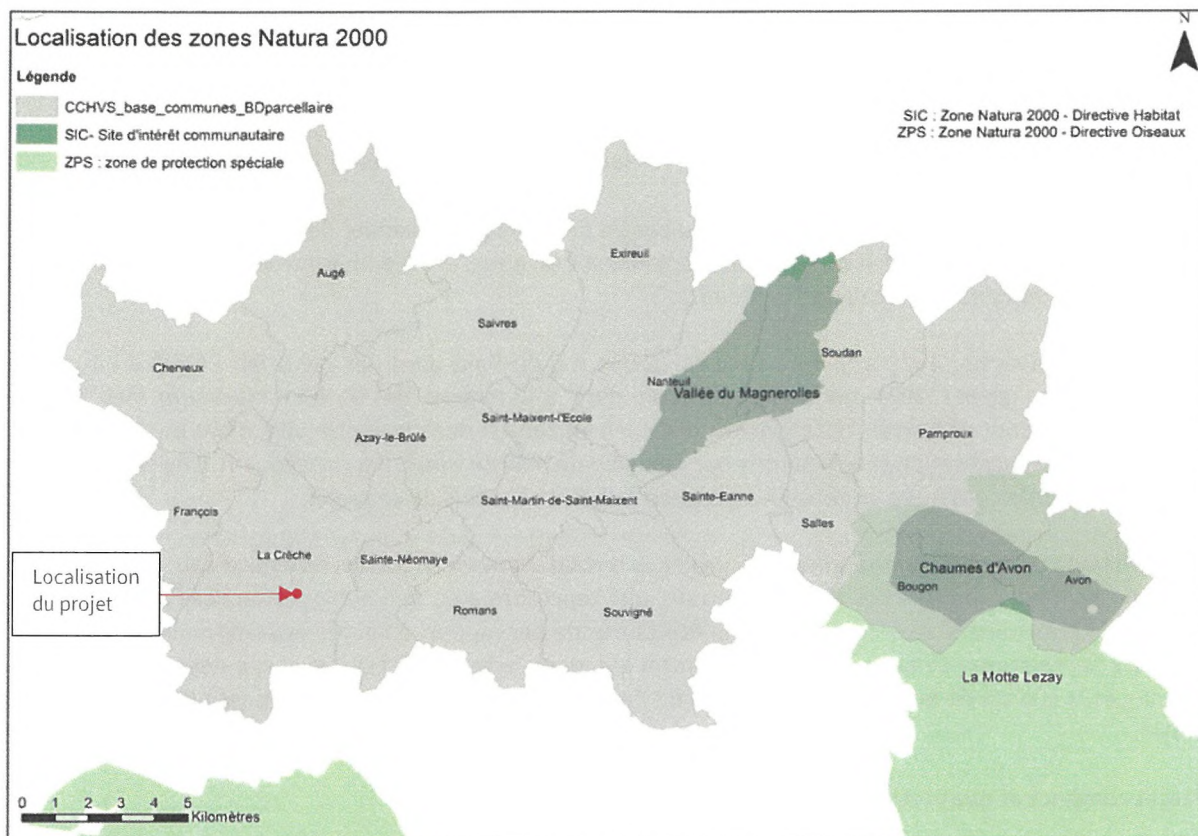 Localisation des zones Natura 2000
N
Légende
CCHVS_base_communes_BDparcellaire
SIC- Site d'intérêt communautaire
ZPS : zone de protection spéciale
SIC : Zone Natura 2000 - Directive Habitat
ZPS : Zone Natura 2000 - Directive Oiseaux
Exireuil
Augé
Saivres
Soudan
Cherveux
Nanteuil
Vallée du Magnerolles
Saint-Maixent-l'Ecole
Azay-le-Brûlé
Pamproux
Saint-Martin-de-Saint-Maixent
Sainte-Eanne
François
Salles
La Crèche
Sainte-Néomaye
Chaumes d'Avon
Localisation
du projet
Bougon
Avon
Romans
Souvigné
La Motte Lezay
0 1 2 3 4 5
Kilomètres